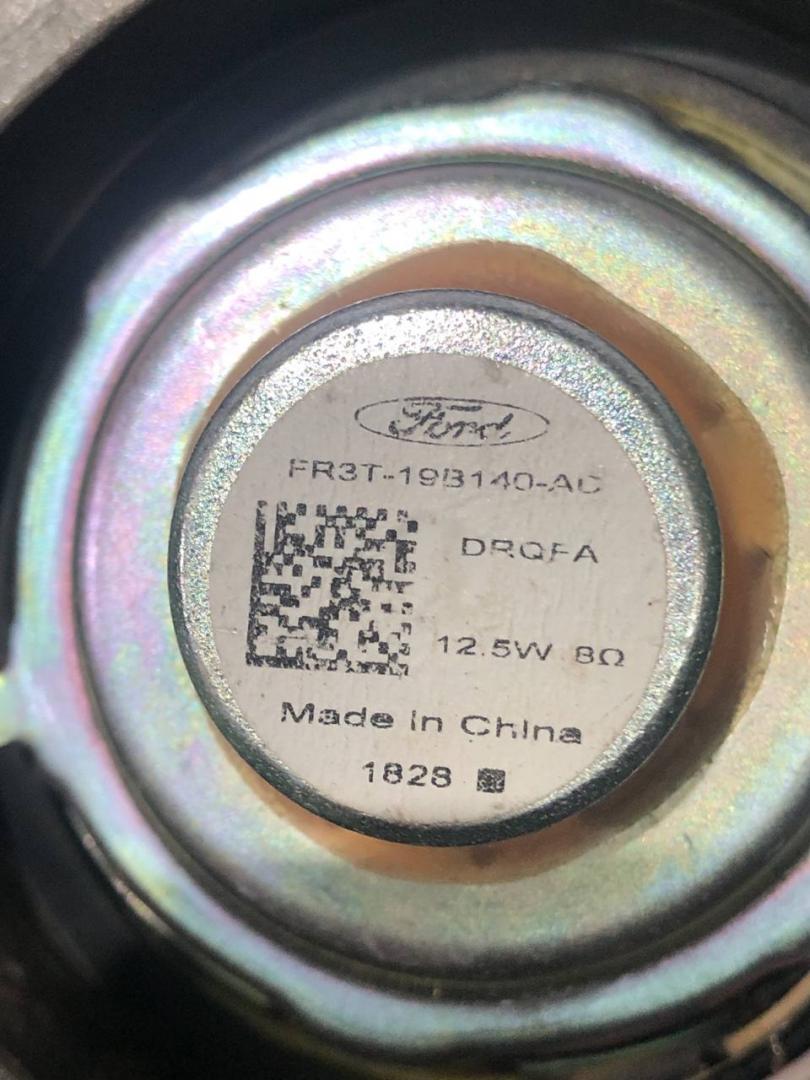 Ford
FR3T-19B140-AC
DRQFA
12.5W 8Ω
Made in China
1828